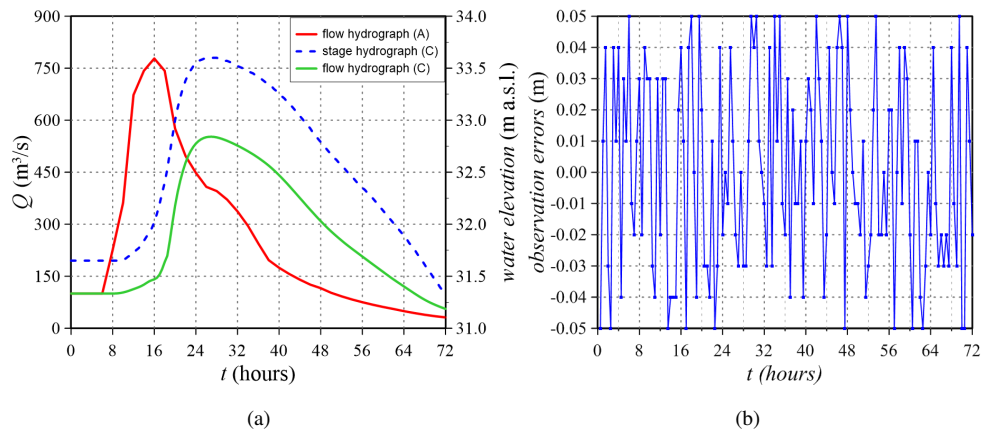 900
750
600
450
300
150
0
Q (m³/s)
0 8 16 24 32 40 48 56 64 72
t (hours)
flow hydrograph (A)
stage hydrograph (C)
flow hydrograph (C)
34.0
33.5
33.0
32.5
32.0
31.5
31.0
water elevation (m a.s.l.)
(a)
observation errors (m)
0.05
0.04
0.03
0.02
0.01
0.00
-0.01
-0.02
-0.03
-0.04
-0.05
0 8 16 24 32 40 48 56 64 72
t (hours)
(b)